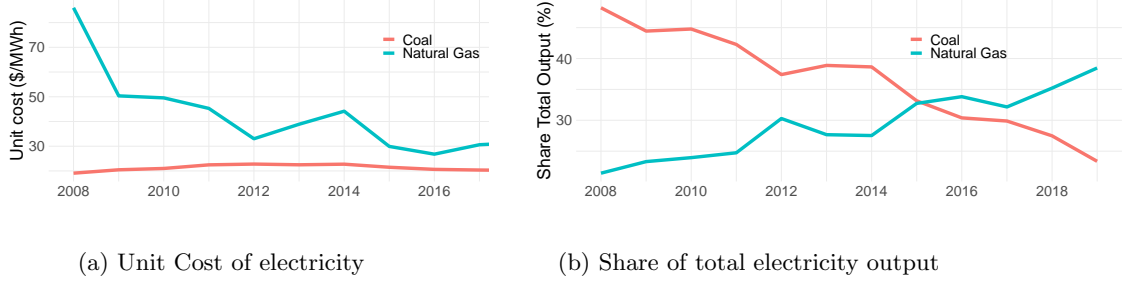 Unit cost ($/MWh)
70
50
30
Coal
Natural Gas
2008 2010 2012 2014 2016
(a) Unit Cost of electricity
Share Total Output (%)
40
30
Coal
Natural Gas
2008 2010 2012 2014 2016 2018
(b) Share of total electricity output